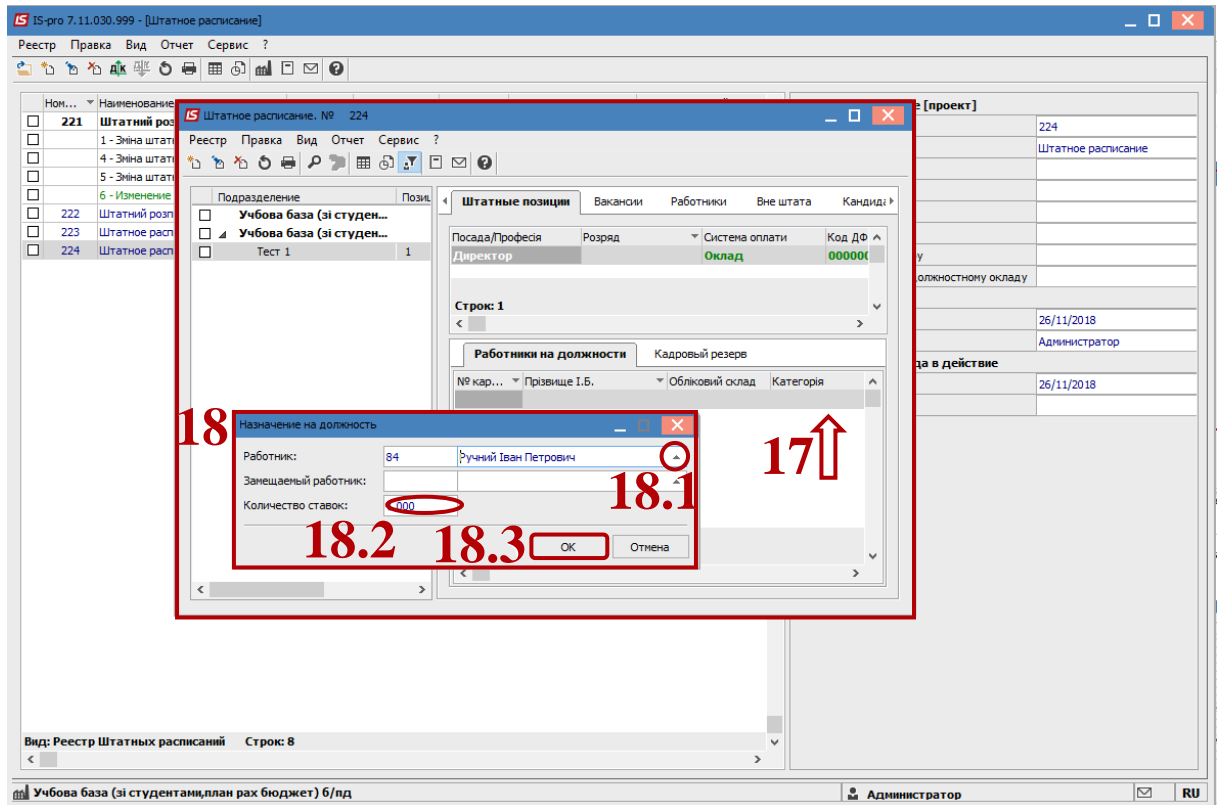 IS-pro 7.11.030.999 - [Штатное расписание]
Реестр Правка Вид Отчет Сервис ?
Ном... Наименование
221 Штатний роз
1 - Зміна штат
4 - Зміна штат
5 - Зміна штат
6 - Изменение
222 Штатний розп
223 Штатное расп
224 Штатное расп
Штатное расписание. № 224
Реестр Правка Вид Отчет Сервис ?
Подразделение Позиц
Учбова база (зі студен...
Учбова база (зі студен...
Тест 1 1
Штатные позиции Вакансии Работники Вне штата Кандида
Посада/Професія Розряд Система оплати Код ДФ
Директор Оклад 000000
Строк: 1
Работники на должности Кадровый резерв
№ кар... Прізвище І.Б. Обліковий склад Категорія
17
18
Назначение на должность
Работник: 84 Ручний Іван Петрович
Замещаемый работник:
18.1
Количество ставок: 000
18.2
18.3
OK Отмена
е [проект]
224
Штатное расписание
у
олжностному окладу
26/11/2018
Администратор
да в действие
26/11/2018
Вид: Реестр Штатных расписаний Строк: 8
Учбова база (зі студентами,план рах бюджет) б/пд Администратор RU